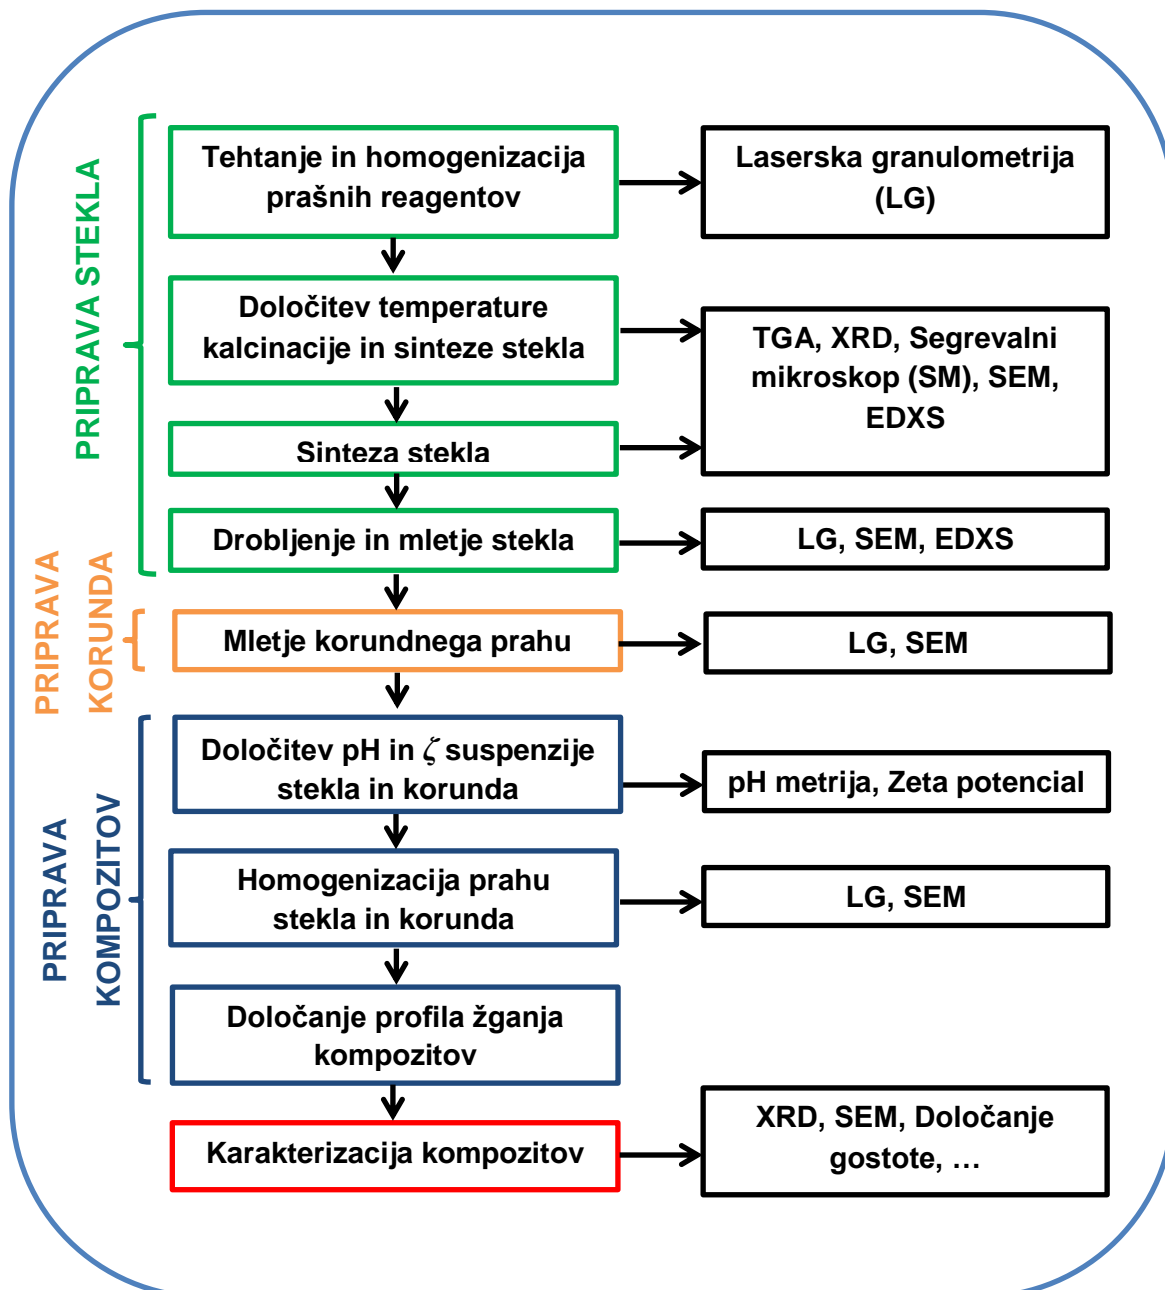 PRIPRAVA STEKLA
Tehtanje in homogenizacija
prašnih reagentov
Laserska granulometrija
(LG)
Določitev temperature
kalcinacije in sinteze stekla
TGA, XRD, Segrevalni
mikroskop (SM), SEM,
EDXS
Sinteza stekla
Drobljenje in mletje stekla
LG, SEM, EDXS
PRIPRAVA
KORUNDA
Mletje korundnega prahu
LG, SEM
PRIPRAVA
KOMPOZITOV
Določitev pH in ζ suspenzije
stekla in korunda
pH metrija, Zeta potencial
Homogenizacija prahu
stekla in korunda
LG, SEM
Določanje profila žganja
kompozitov
Karakterizacija kompozitov
XRD, SEM, Določanje
gostote, …